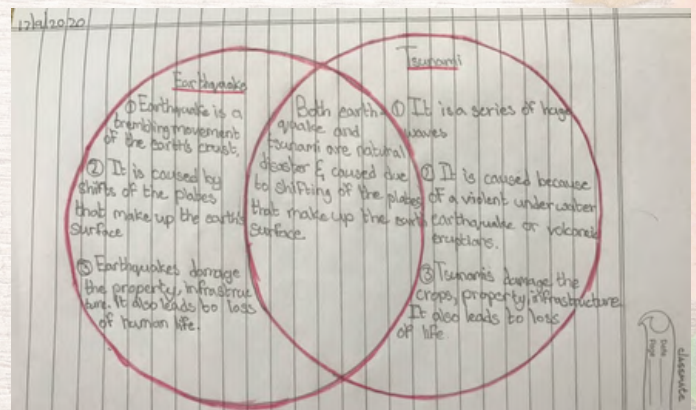 12/9/2020
Earthquake
① Earthquake is a
trembling movement
of the earth's crust.
② It is caused by
shifts of the plates
that make up the earth's
surface
③ Earthquakes damage
the property, infrastruc
ture. It also leads to loss
of human life.
Both earth-
quake and
tsunami are natural
disaster & caused due
to shifting of the plates
that make up the earth
surface
Tsunami
① It is a series of huge
waves
② It is caused because
of a violent underwater
earthquake or volcanic
eruptions.
③ Tsunamis damage the
crops, property, infrastructure.
It also leads to loss
of life.
classmate
Date
Page